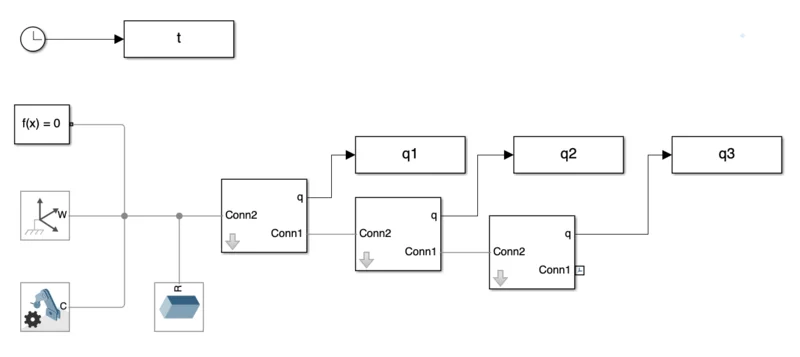 t
f(x) = 0
q1
q2
q3
W
q
Conn2
Conn1
q
Conn2
Conn1
q
Conn2
Conn1
C
R